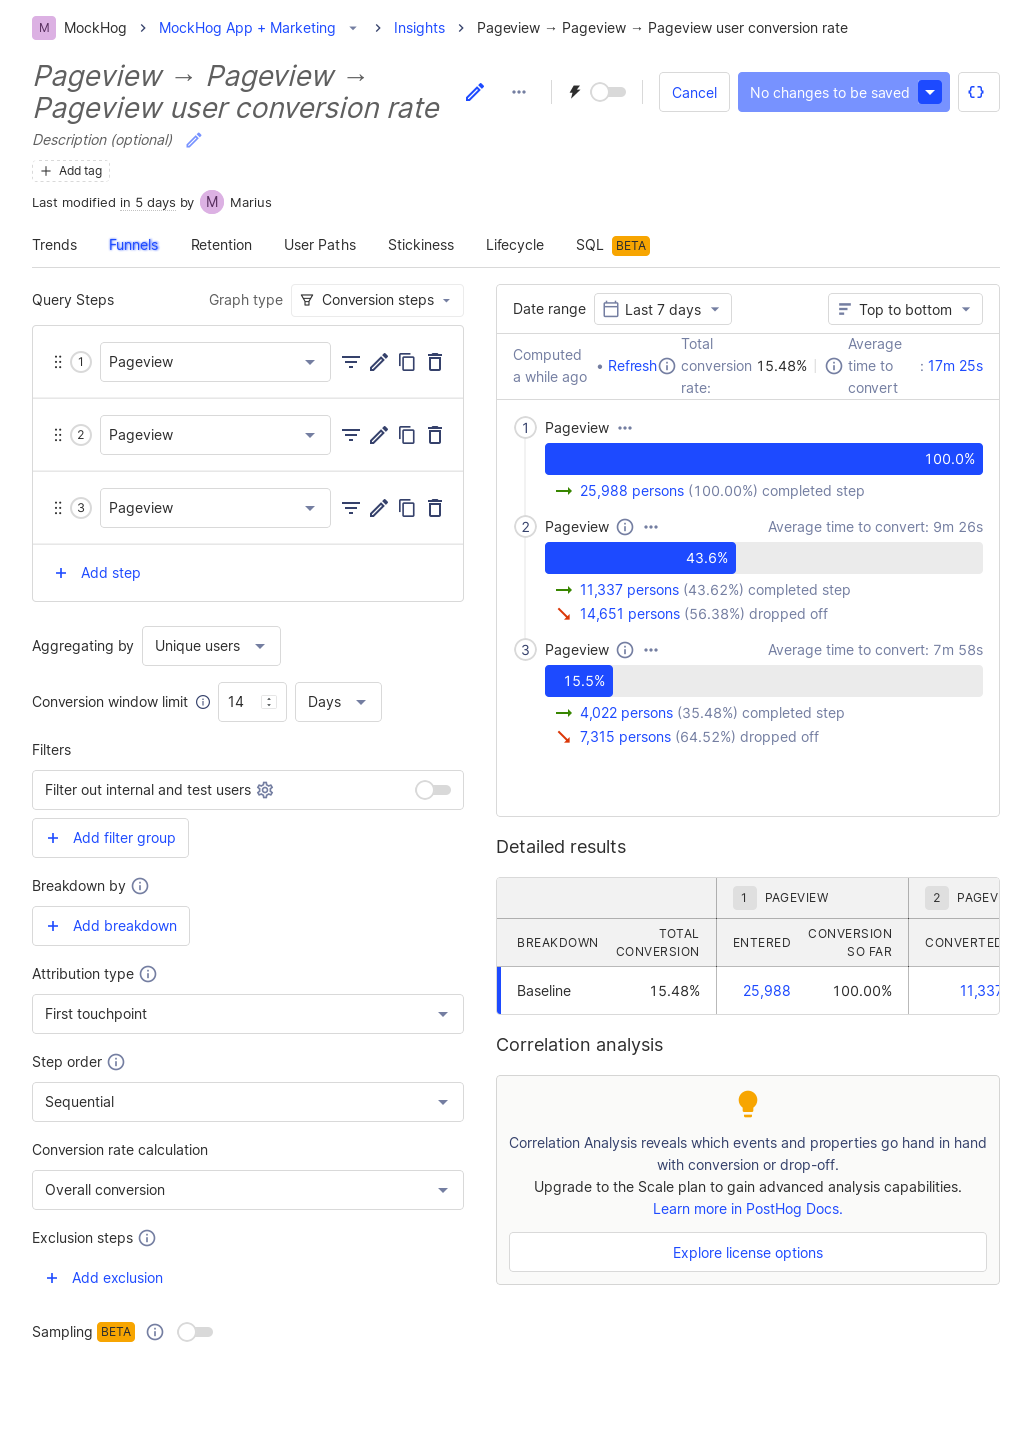 M MockHog > MockHog App + Marketing > Insights > Pageview → Pageview → Pageview user conversion rate
Pageview → Pageview →
Pageview user conversion rate
Cancel
No changes to be saved
Description (optional)
Add tag
Last modified in 5 days by M Marius
Trends Funnels Retention User Paths Stickiness Lifecycle SQL BETA
Query Steps
Graph type
Conversion steps
1 Pageview
2 Pageview
3 Pageview
Add step
Aggregating by Unique users
Conversion window limit 14 Days
Filters
Filter out internal and test users
Add filter group
Breakdown by
Add breakdown
Attribution type
First touchpoint
Step order
Sequential
Conversion rate calculation
Overall conversion
Exclusion steps
Add exclusion
Sampling BETA
Date range Last 7 days
Top to bottom
Computed
a while ago
• Refresh
Total
conversion
rate:
15.48%
Average
time to
convert
: 17m 25s
1 Pageview
100.0%
25,988 persons (100.00%) completed step
2 Pageview
Average time to convert: 9m 26s
43.6%
11,337 persons (43.62%) completed step
14,651 persons (56.38%) dropped off
3 Pageview
Average time to convert: 7m 58s
15.5%
4,022 persons (35.48%) completed step
7,315 persons (64.52%) dropped off
Detailed results
1 PAGEVIEW
2 PAGEV
BREAKDOWN
TOTAL
CONVERSION
ENTERED
CONVERSION
SO FAR
CONVERTED
Baseline 15.48% 25,988 100.00% 11,337
Correlation analysis
Correlation Analysis reveals which events and properties go hand in hand
with conversion or drop-off.
Upgrade to the Scale plan to gain advanced analysis capabilities.
Learn more in PostHog Docs.
Explore license options